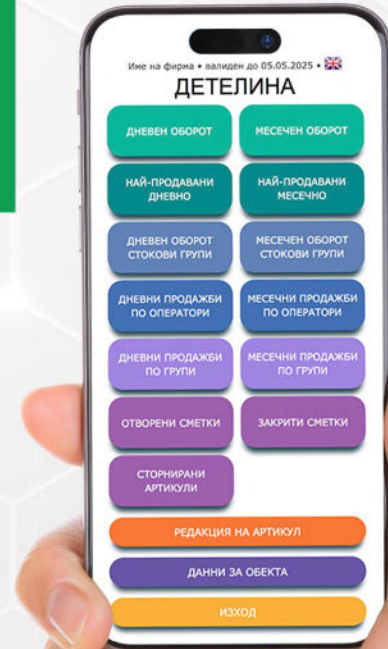 Име на фирма • валиден до 05.05.2025 •
ДЕТЕЛИНА
ДНЕВЕН ОБОРОТ
МЕСЕЧЕН ОБОРОТ
НАЙ-ПРОДАВАНИ
ДНЕВНО
НАЙ-ПРОДАВАНИ
МЕСЕЧНО
ДНЕВЕН ОБОРОТ
СТОКОВИ ГРУПИ
МЕСЕЧЕН ОБОРОТ
СТОКОВИ ГРУПИ
ДНЕВНИ ПРОДАЖБИ
ПО ОПЕРАТОРИ
МЕСЕЧНИ ПРОДАЖБИ
ПО ОПЕРАТОРИ
ДНЕВНИ ПРОДАЖБИ
ПО ГРУПИ
МЕСЕЧНИ ПРОДАЖБИ
ПО ГРУПИ
ОТВОРЕНИ СМЕТКИ
ЗАКРИТИ СМЕТКИ
СТОРНИРАНИ
АРТИКУЛИ
РЕДАКЦИЯ НА АРТИКУЛ
ДАННИ ЗА ОБЕКТА
ИЗХОД